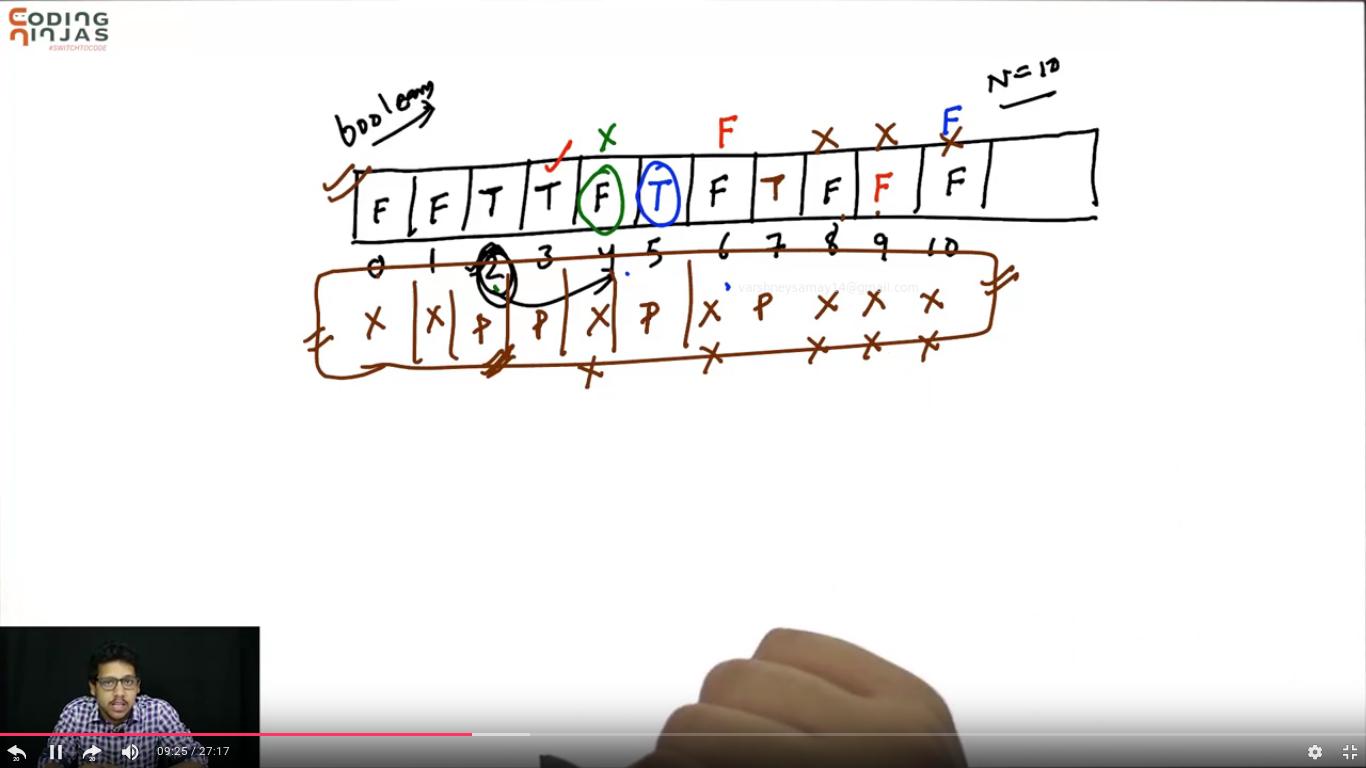 CODING
NINJAS
#SWITCHTOCODE
boolean
N=10
X F X X X F
F F T T F T F T F F F
0 1 2 3 4 5 6 7 8 9 10
varshneysamay14@gmail.com
X X P P X P X P X X X
X X X X X
20 20 09:25 / 27:17